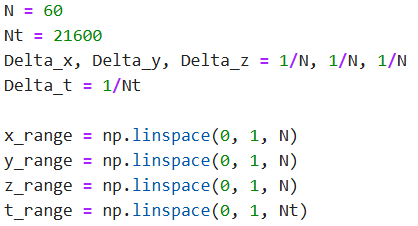 N = 60
Nt = 21600
Delta_x, Delta_y, Delta_z = 1/N, 1/N, 1/N
Delta_t = 1/Nt
x_range = np.linspace(0, 1, N)
y_range = np.linspace(0, 1, N)
z_range = np.linspace(0, 1, N)
t_range = np.linspace(0, 1, Nt)